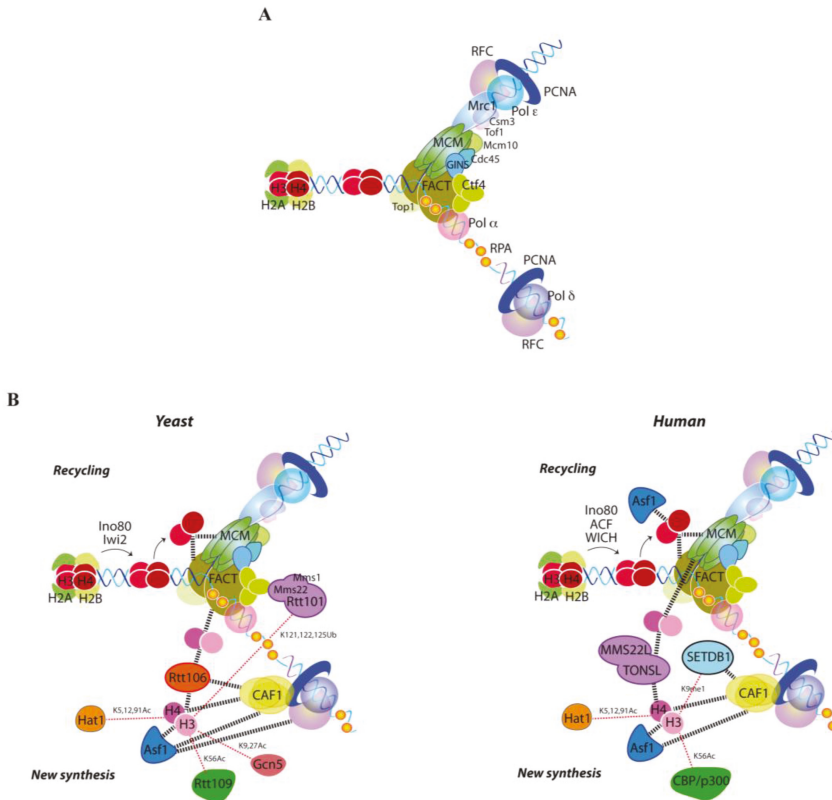 A
RFC
PCNA
Mrc1
Pol ε
Csm3
Tof1
MCM
Mcm10
Cdc45
GINS
H3 H4
FACT
Ctf4
H2A H2B
Top1
Pol α
RPA
PCNA
Pol δ
RFC
B
Yeast
Recycling
Ino80
Iwi2
MCM
H3 H4
FACT
H2A H2B
Mms1
Mms22
Rtt101
K121,122,125Ub
Rtt106
CAF1
K5,12,91Ac
H4
Hat1
H3
Asf1
K9,27Ac
K56Ac
Gcn5
New synthesis
Rtt109
Human
Recycling
Asf1
Ino80
ACF
WICH
MCM
H3 H4
FACT
H2A H2B
MMS22L
SETDB1
TONSL
K9me1
CAF1
K5,12,91Ac
H4
Hat1
H3
Asf1
K56Ac
New synthesis
CBP/p300